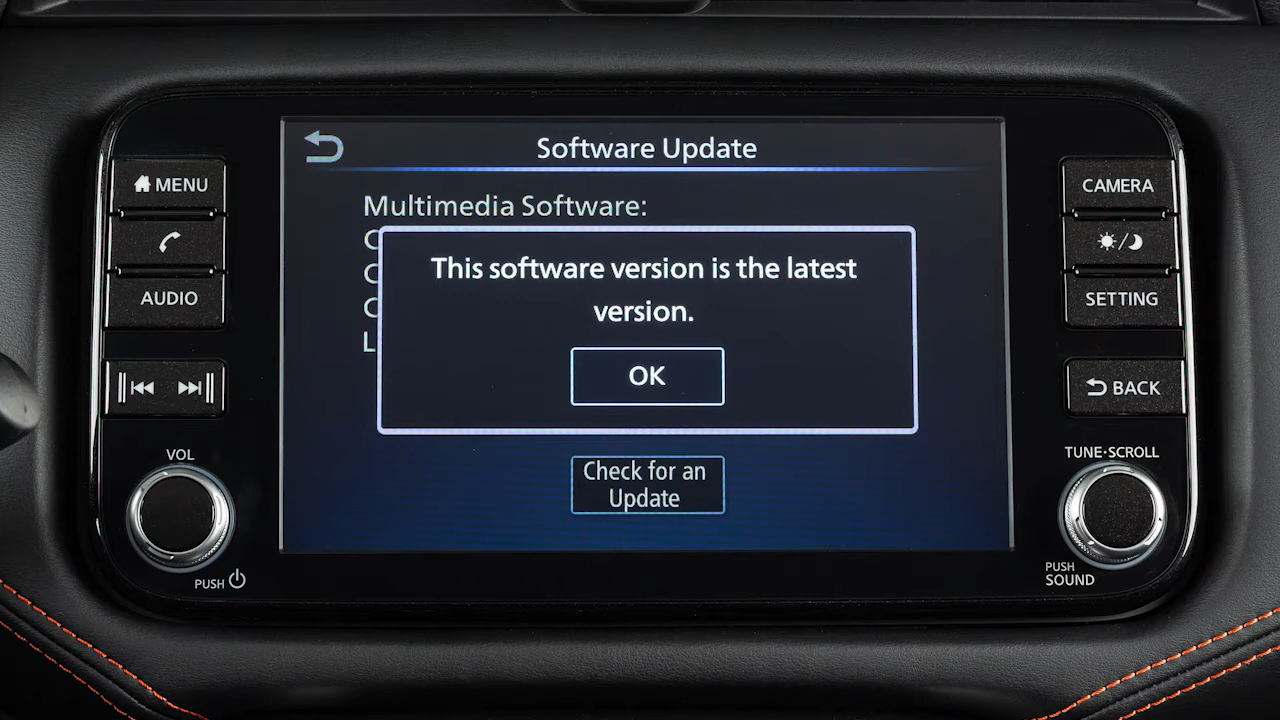 Software Update
MENU
AUDIO
VOL
PUSH
Multimedia Software:
This software version is the latest
version.
OK
Check for an
Update
CAMERA
SETTING
BACK
TUNE·SCROLL
PUSH
SOUND